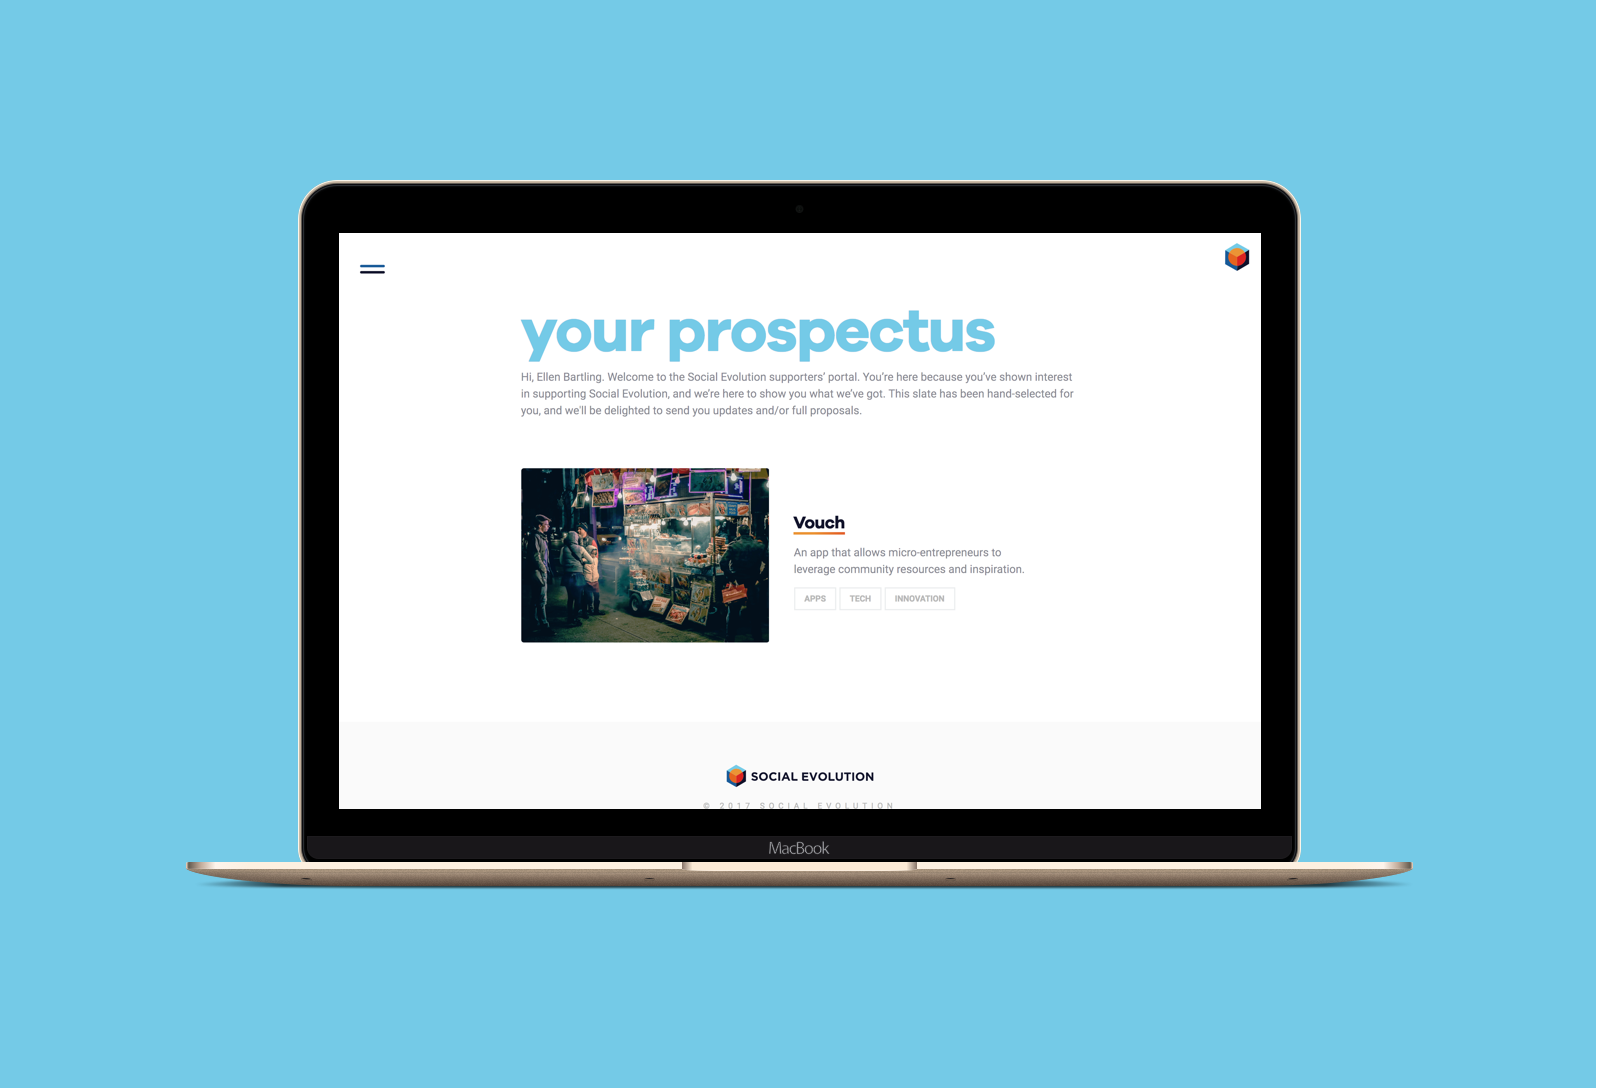 your prospectus
Hi, Ellen Bartling. Welcome to the Social Evolution supporters’ portal. You’re here because you’ve shown interest
in supporting Social Evolution, and we’re here to show you what we’ve got. This slate has been hand-selected for
you, and we'll be delighted to send you updates and/or full proposals.
Vouch
An app that allows micro-entrepreneurs to
leverage community resources and inspiration.
APPS TECH INNOVATION
SOCIAL EVOLUTION
© 2017 SOCIAL EVOLUTION
MacBook